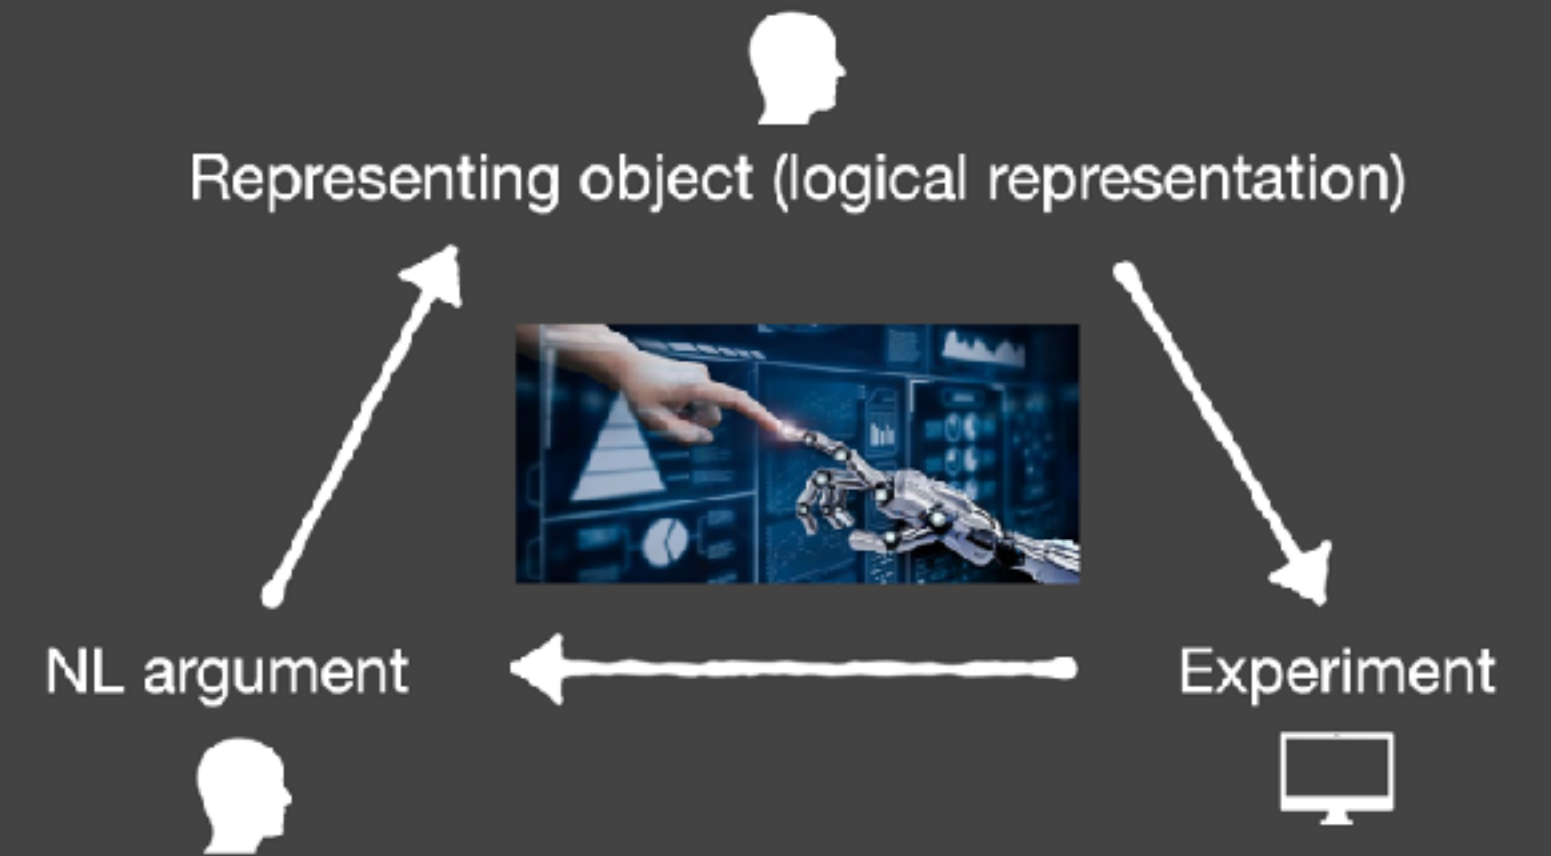 Representing object (logical representation)
NL argument
Experiment